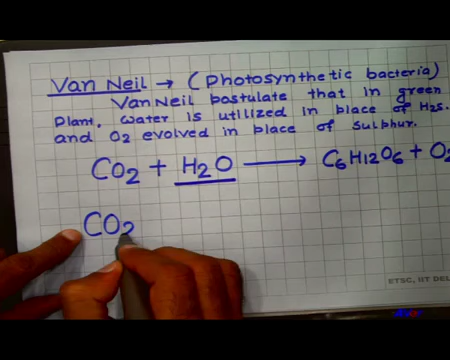 Van Neil → (Photosynthetic bacteria)
Van Neil postulate that in green
Plant, water is utilized in place of H2S.
and O2 evolved in place of Sulphur.
CO2 + H2O → C6H12O6 + O2
CO2
ETSC, IIT DEL